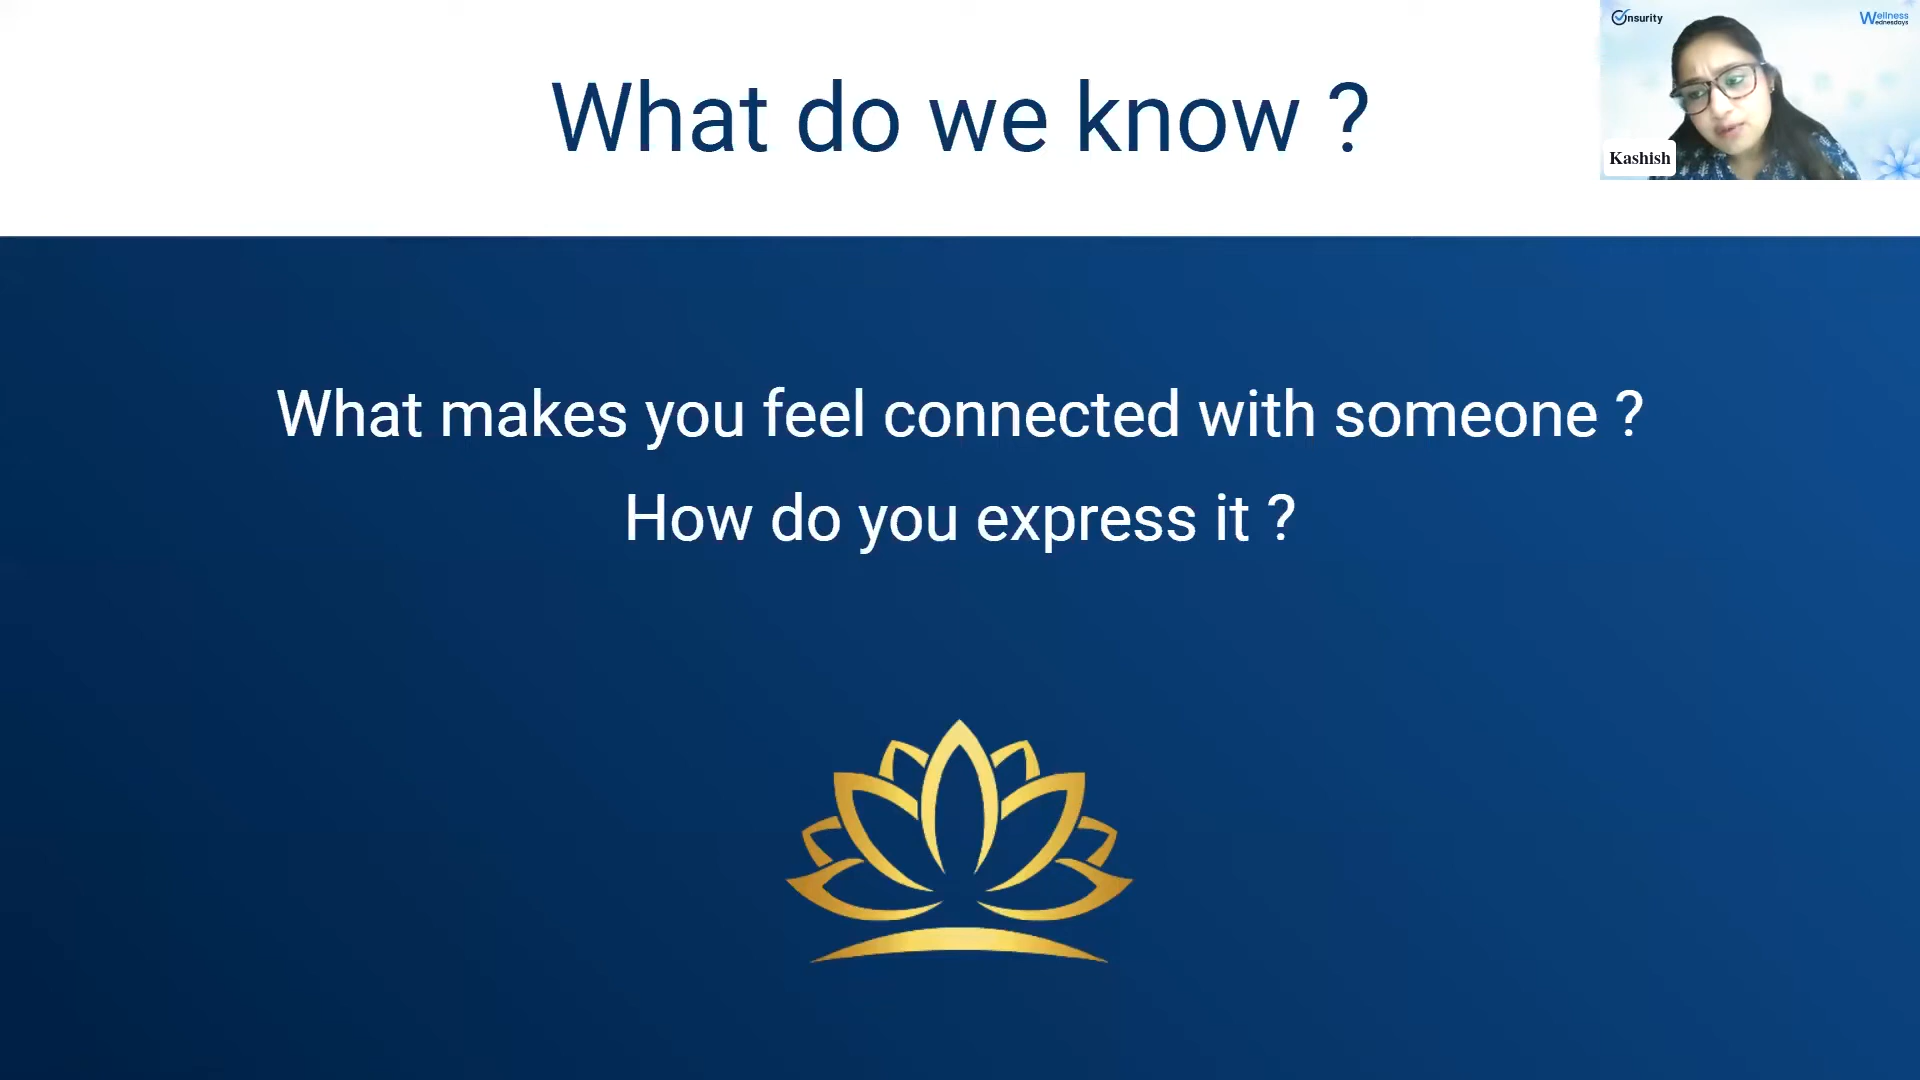 What do we know ?
Onsurity
Wellness
Wednesdays
Kashish
What makes you feel connected with someone ?
How do you express it ?